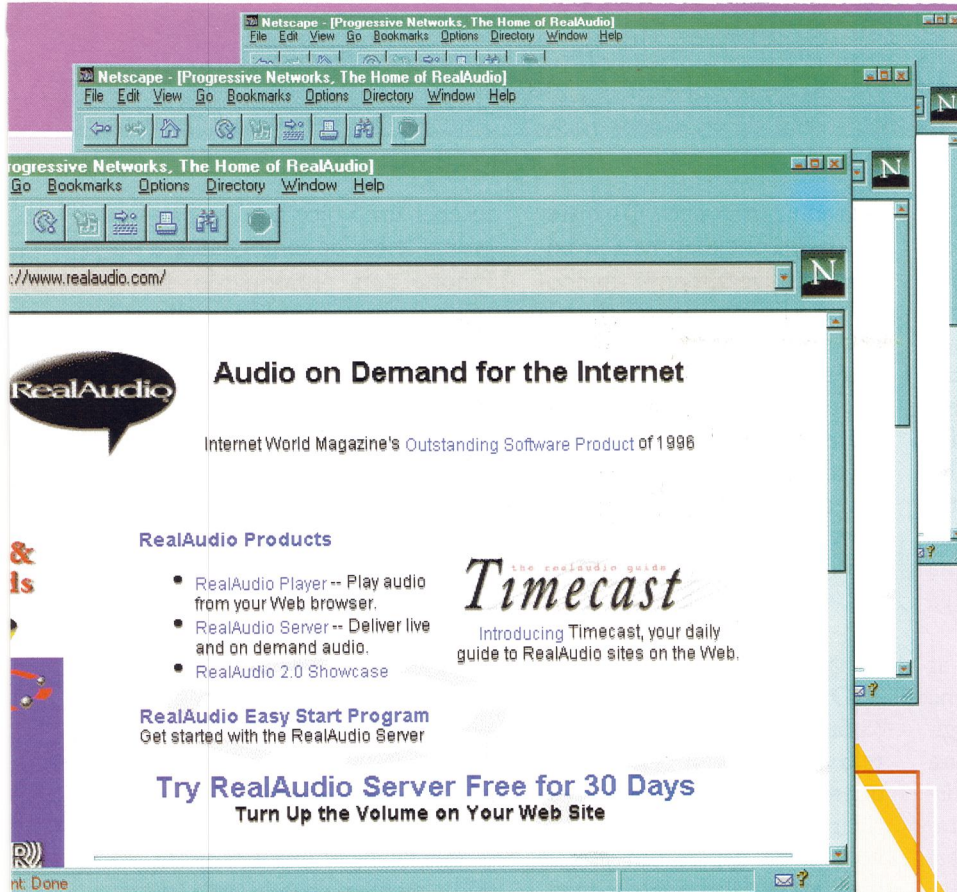 Netscape - [Progressive Networks, The Home of RealAudio]
File Edit View Go Bookmarks Options Directory Window Help
Netscape - [Progressive Networks, The Home of RealAudio]
File Edit View Go Bookmarks Options Directory Window Help
N
rogressive Networks, The Home of RealAudio]
Go Bookmarks Options Directory Window Help
N
://www.realaudio.com/
N
RealAudio
Audio on Demand for the Internet
Internet World Magazine's Outstanding Software Product of 1996
&
ds
RealAudio Products
• RealAudio Player -- Play audio
from your Web browser.
• RealAudio Server -- Deliver live
and on demand audio.
• RealAudio 2.0 Showcase
the realaudio guide
Timecast
Introducing Timecast, your daily
guide to RealAudio sites on the Web.
RealAudio Easy Start Program
Get started with the RealAudio Server
Try RealAudio Server Free for 30 Days
Turn Up the Volume on Your Web Site
R
nt: Done
?
?
?